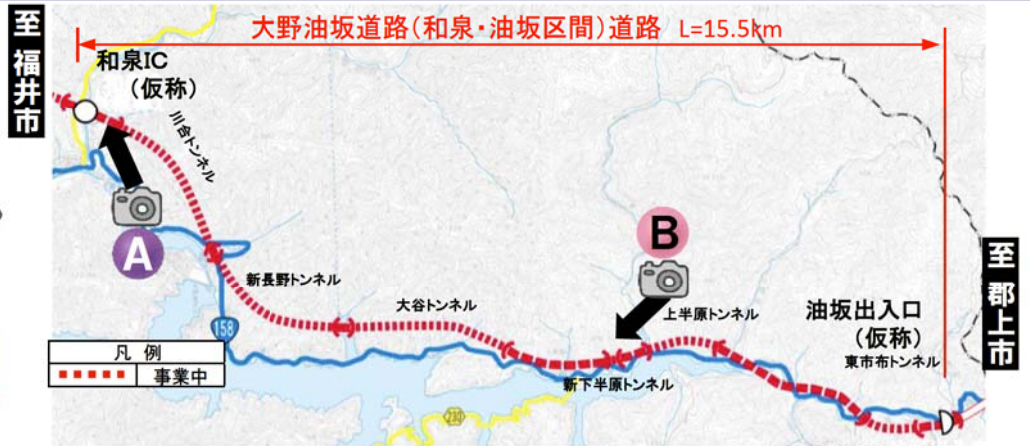 大野油坂道路(和泉・油坂区間)道路 L=15.5km
至 福井市
和泉IC
(仮称)
川合トンネル
A
B
新長野トンネル
大谷トンネル
上半原トンネル
油坂出入口
(仮称)
東市布トンネル
至 郡上市
158
凡 例
事業中
新下半原トンネル
230